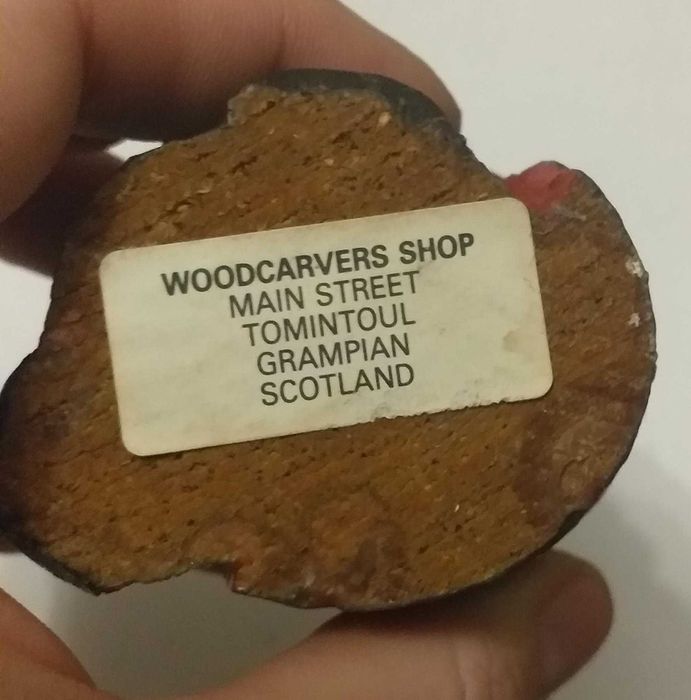 WOODCARVERS SHOP
MAIN STREET
TOMINTOUL
GRAMPIAN
SCOTLAND